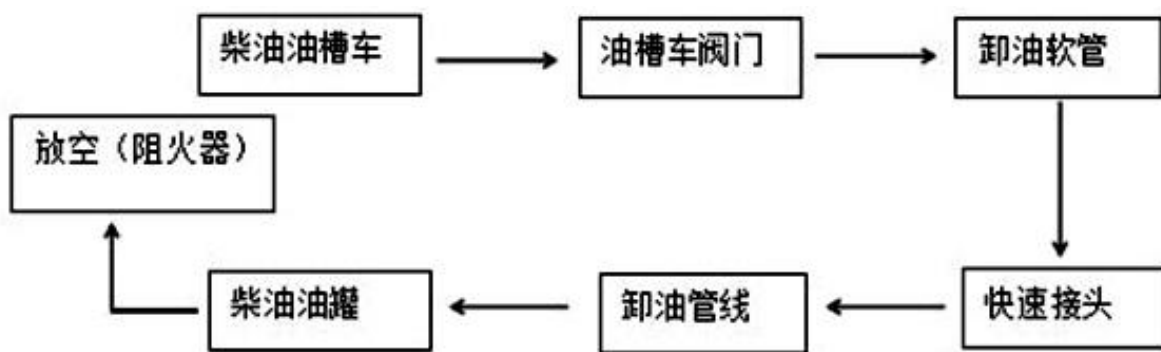 柴油油槽车
油槽车阀门
卸油软管
放空（阻火器）
柴油油罐
卸油管线
快速接头